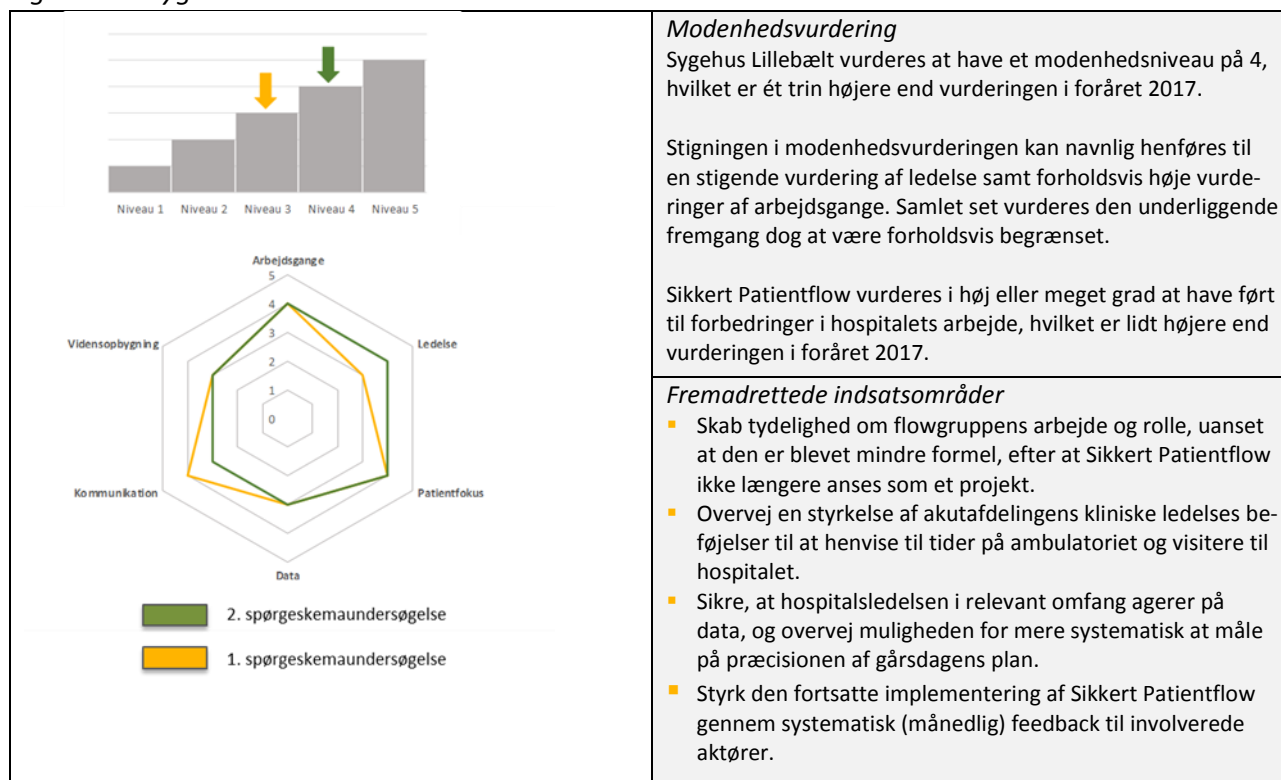 Niveau 1 Niveau 2 Niveau 3 Niveau 4 Niveau 5
Arbejdsgange
5
4
3
2
1
0
Vidensopbygning
Ledelse
Kommunikation
Patientfokus
Data
2. spørgeskemaundersøgelse
1. spørgeskemaundersøgelse
Modenhedsvurdering
Sygehus Lillebælt vurderes at have et modenhedsniveau på 4,
hvilket er ét trin højere end vurderingen i foråret 2017.
Stigningen i modenhedsvurderingen kan navnlig henføres til
en stigende vurdering af ledelse samt forholdsvis høje vurde-
ringer af arbejdsgange. Samlet set vurderes den underliggende
fremgang dog at være forholdsvis begrænset.
Sikkert Patientflow vurderes i høj eller meget grad at have ført
til forbedringer i hospitalets arbejde, hvilket er lidt højere end
vurderingen i foråret 2017.
Fremadrettede indsatsområder
▪ Skab tydelighed om flowgruppens arbejde og rolle, uanset
at den er blevet mindre formel, efter at Sikkert Patientflow
ikke længere anses som et projekt.
▪ Overvej en styrkelse af akutafdelingens kliniske ledelses be-
føjelser til at henvise til tider på ambulatoriet og visitere til
hospitalet.
▪ Sikre, at hospitalsledelsen i relevant omfang agerer på
data, og overvej muligheden for mere systematisk at måle
på præcisionen af gårsdagens plan.
▪ Styrk den fortsatte implementering af Sikkert Patientflow
gennem systematisk (månedlig) feedback til involverede
aktører.